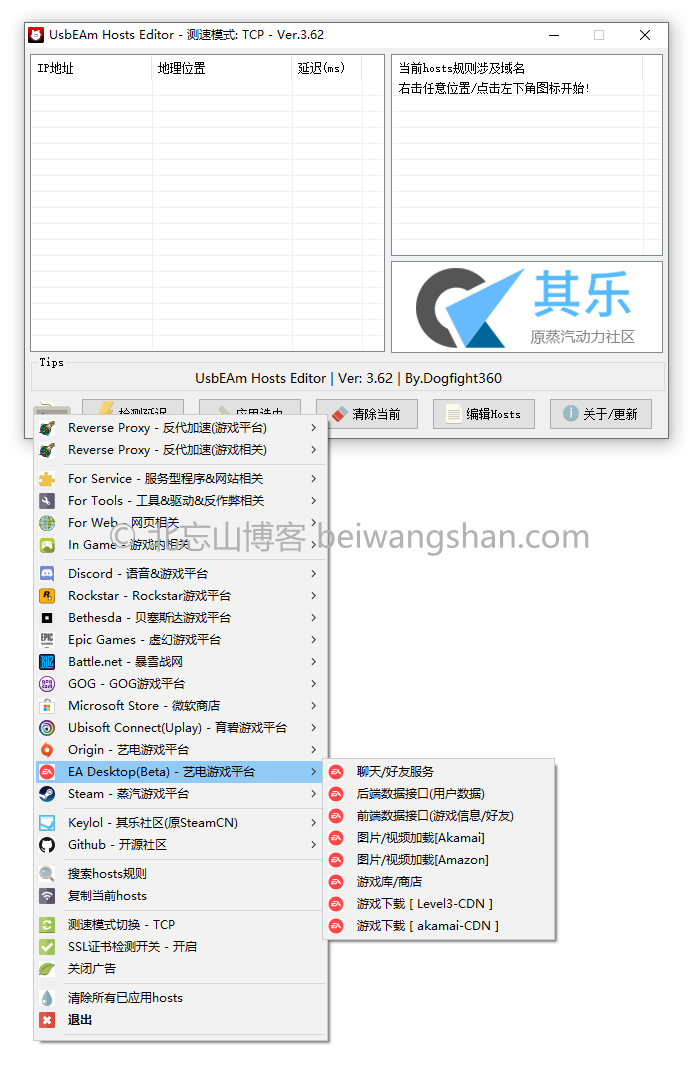 UsbEAm Hosts Editor - 测速模式: TCP - Ver.3.62
IP地址 地理位置 延迟(ms)
当前hosts规则涉及域名
右击任意位置/点击左下角图标开始!
其乐
原蒸汽动力社区
Tips
UsbEAm Hosts Editor | Ver: 3.62 | By.Dogfight360
检测延迟 应用选中 清除当前 编辑Hosts 关于/更新
Reverse Proxy - 反代加速(游戏平台)
Reverse Proxy - 反代加速(游戏相关)
For Service - 服务型程序&网站相关
For Tools - 工具&驱动&反作弊相关
For Web - 网页相关
In Game - 游戏内相关
© 北忘山博客 beiwangshan.com
Discord - 语音&游戏平台
Rockstar - Rockstar游戏平台
Bethesda - 贝塞斯达游戏平台
Epic Games - 虚幻游戏平台
Battle.net - 暴雪战网
GOG - GOG游戏平台
Microsoft Store - 微软商店
Ubisoft Connect(Uplay) - 育碧游戏平台
Origin - 艺电游戏平台
EA Desktop(Beta) - 艺电游戏平台
Steam - 蒸汽游戏平台
Keylol - 其乐社区(原SteamCN)
Github - 开源社区
搜索hosts规则
复制当前hosts
测速模式切换 - TCP
SSL证书检测开关 - 开启
关闭广告
清除所有已应用hosts
退出
聊天/好友服务
后端数据接口(用户数据)
前端数据接口(游戏信息/好友)
图片/视频加载[Akamai]
图片/视频加载[Amazon]
游戏库/商店
游戏下载 [ Level3-CDN ]
游戏下载 [ akamai-CDN ]